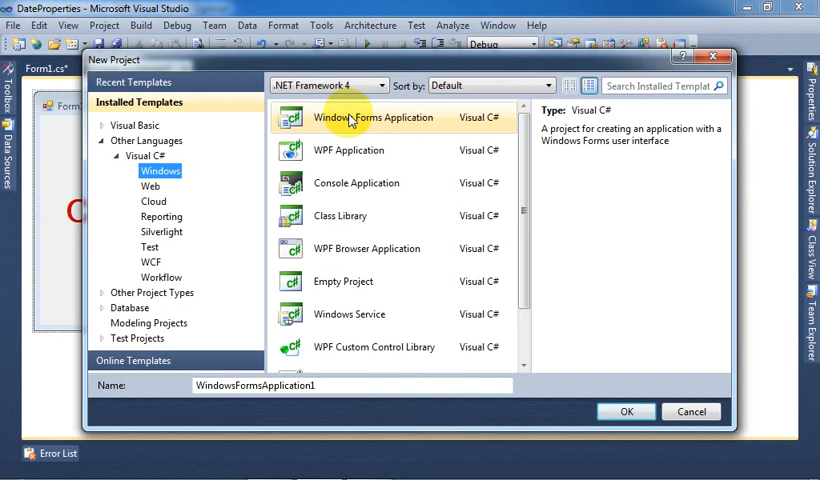 DateProperties - Microsoft Visual Studio
File Edit View Project Build Debug Team Data Format Tools Architecture Test Analyze Window Help
Debug
New Project
Form1.cs*
Recent Templates
.NET Framework 4 Sort by: Default Search Installed Templat
Installed Templates
Visual Basic
Other Languages
Visual C#
Windows
Web
Cloud
Reporting
Silverlight
Test
WCF
Workflow
Other Project Types
Database
Modeling Projects
Test Projects
Online Templates
Windows Forms Application Visual C#
WPF Application Visual C#
Console Application Visual C#
Class Library Visual C#
WPF Browser Application Visual C#
Empty Project Visual C#
Windows Service Visual C#
WPF Custom Control Library Visual C#
Type: Visual C#
A project for creating an application with a
Windows Forms user interface
Name: WindowsFormsApplication1
OK Cancel
Error List
Toolbox
Data Sources
Form
Properties
Solution Explorer
Class View
Team Explorer